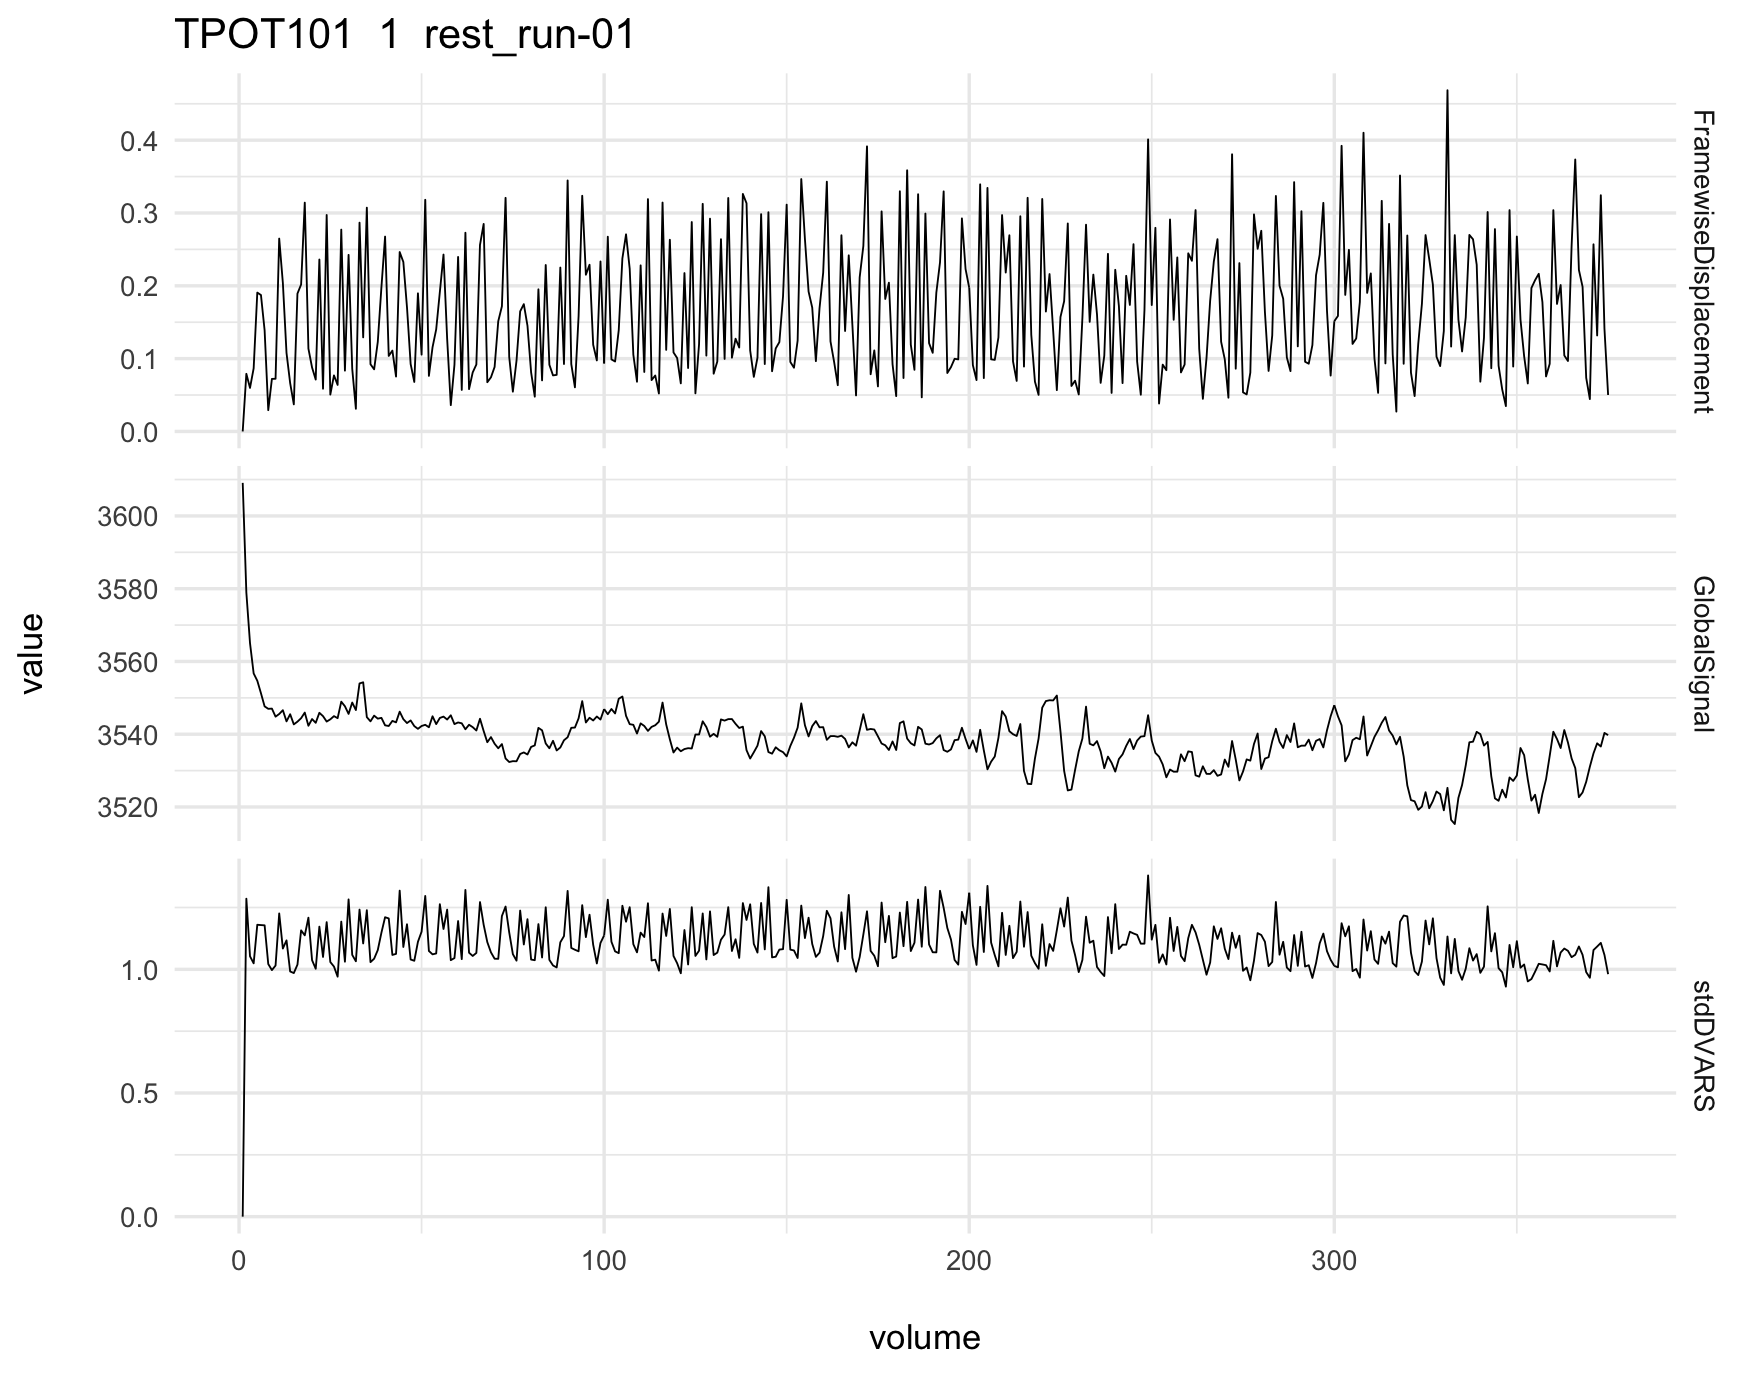 TPOT101 1 rest_run-01
0.4
0.3
0.2
0.1
0.0
FramewiseDisplacement
3600
3580
3560
3540
3520
GlobalSignal
value
1.0
0.5
0.0
stdDVARS
0 100 200 300
volume